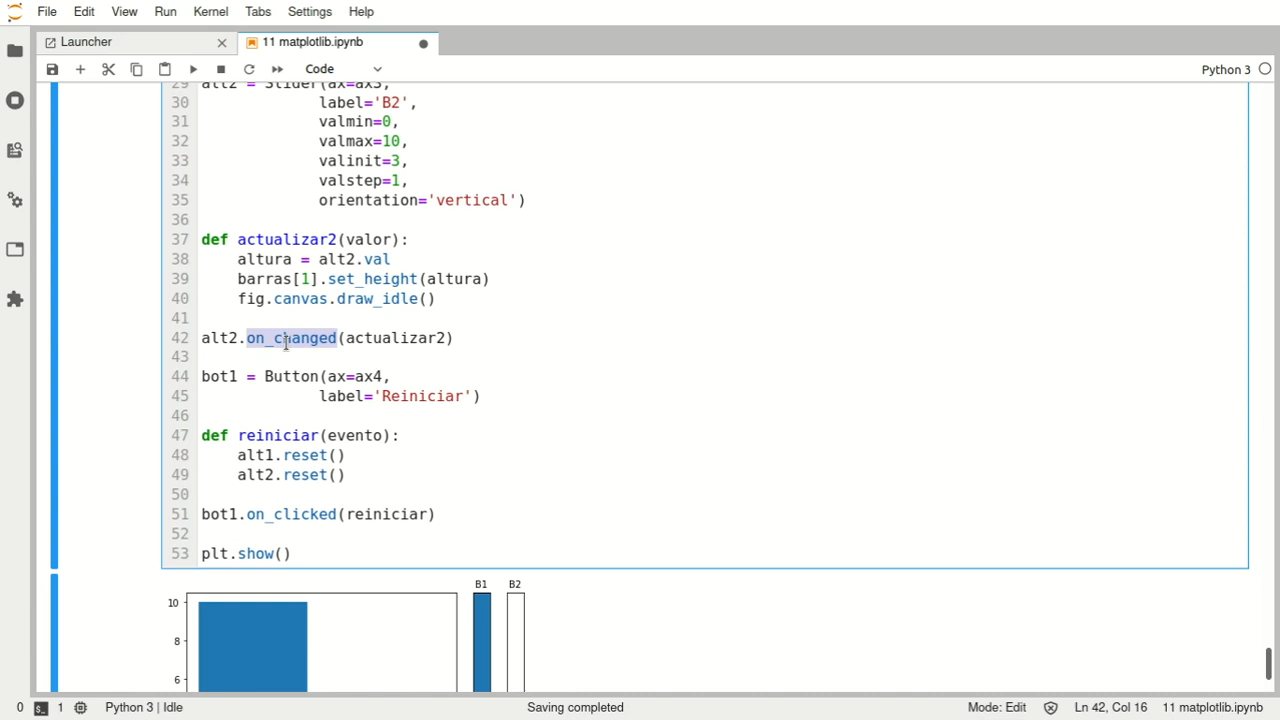 File Edit View Run Kernel Tabs Settings Help
Launcher
11 matplotlib.ipynb
Code
Python 3
29 alt2 = Slider(ax=ax3,
30 label='B2',
31 valmin=0,
32 valmax=10,
33 valinit=3,
34 valstep=1,
35 orientation='vertical')
36
37 def actualizar2(valor):
38 altura = alt2.val
39 barras[1].set_height(altura)
40 fig.canvas.draw_idle()
41
42 alt2.on_changed(actualizar2)
43
44 bot1 = Button(ax=ax4,
45 label='Reiniciar')
46
47 def reiniciar(evento):
48 alt1.reset()
49 alt2.reset()
50
51 bot1.on_clicked(reiniciar)
52
53 plt.show()
B1 B2
10
8
6
0 1 Python 3 | Idle Saving completed Mode: Edit Ln 42, Col 16 11 matplotlib.ipynb